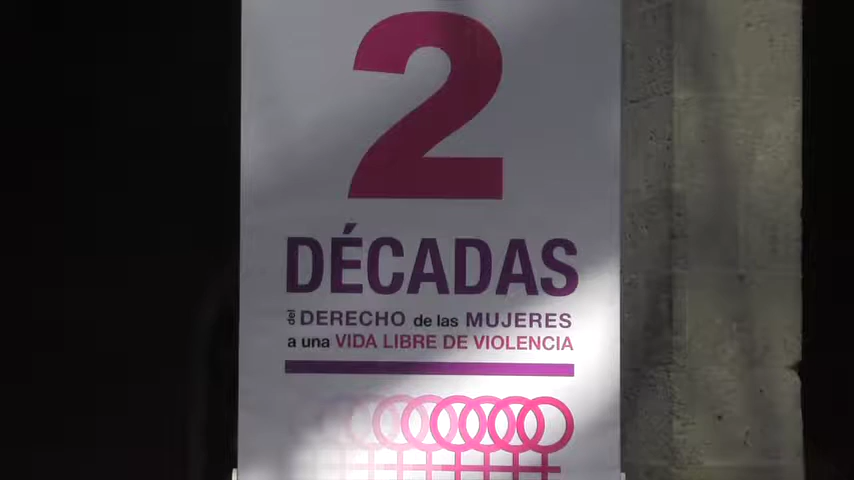 2
DÉCADAS
del DERECHO de las MUJERES
a una VIDA LIBRE DE VIOLENCIA